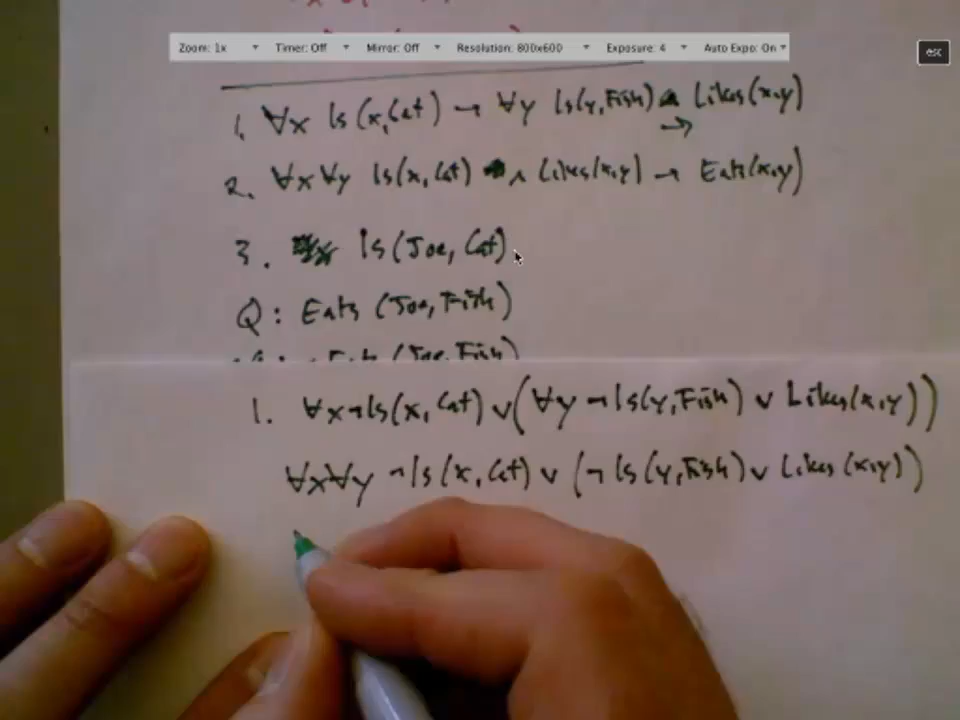 Zoom: 1x Timer: Off Mirror: Off Resolution: 800x600 Exposure: 4 Auto Expo: On
esc
1. ∀x Is(x,Cat) → ∀y Is(y,Fish) → Likes(x,y)
2. ∀x∀y Is(x,Cat) ∧ Likes(x,y) → Eats(x,y)
3. Is(Joe, Cat)
Q: Eats (Joe,Fish)
1. ∀x¬Is(x, Cat) ∨(∀y ¬Is(y,Fish) ∨ Likes(x,y))
∀x∀y ¬Is(x,Cat) ∨ (¬Is(y,Fish) ∨ Likes(x,y))